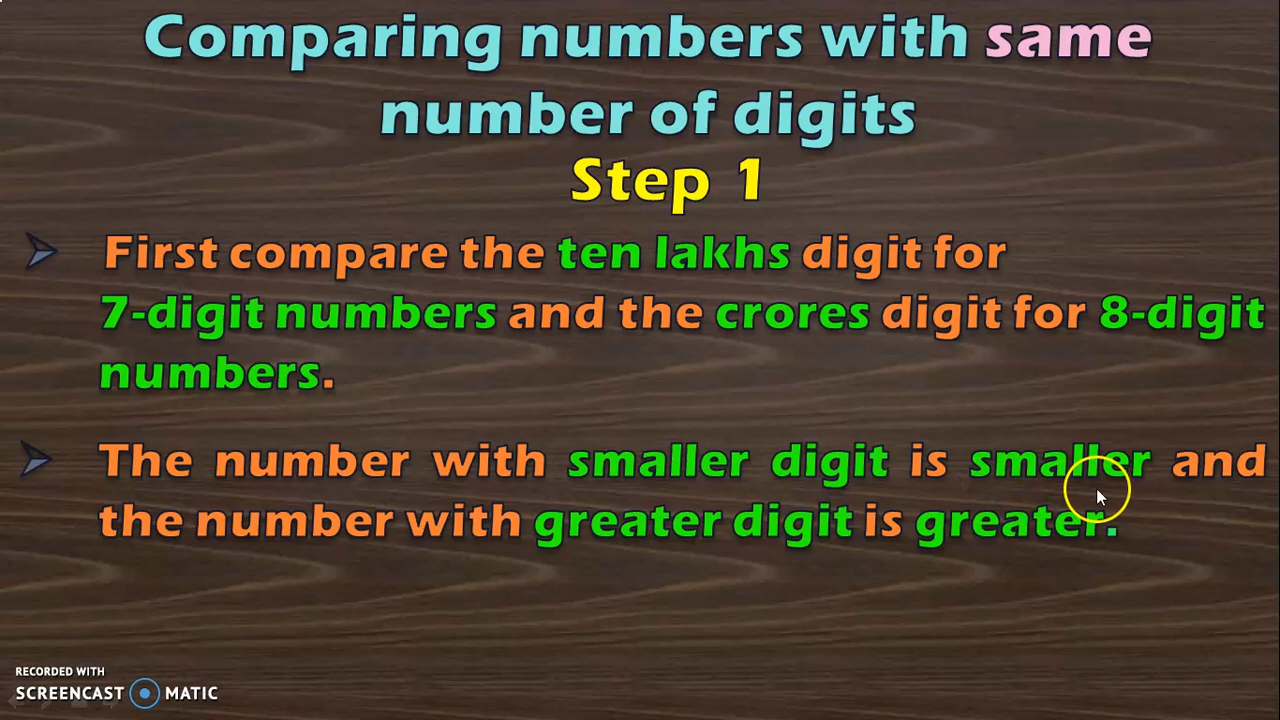 Comparing numbers with same
number of digits
Step 1
First compare the ten lakhs digit for
7-digit numbers and the crores digit for 8-digit
numbers.
The number with smaller digit is smaller and
the number with greater digit is greater.
RECORDED WITH
SCREENCAST MATIC